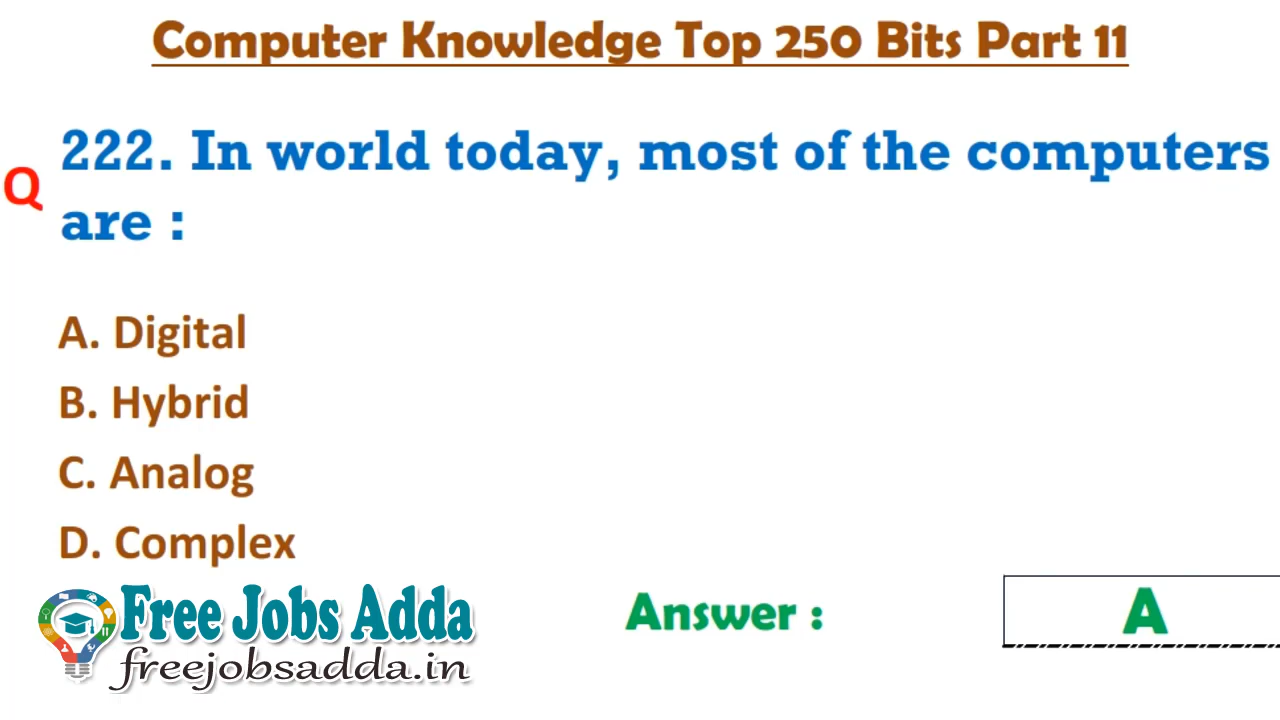 Computer Knowledge Top 250 Bits Part 11
222. In world today, most of the computers
Q
are :
A. Digital
B. Hybrid
C. Analog
D. Complex
Free Jobs Adda
freejobsadda.in
Answer :
A